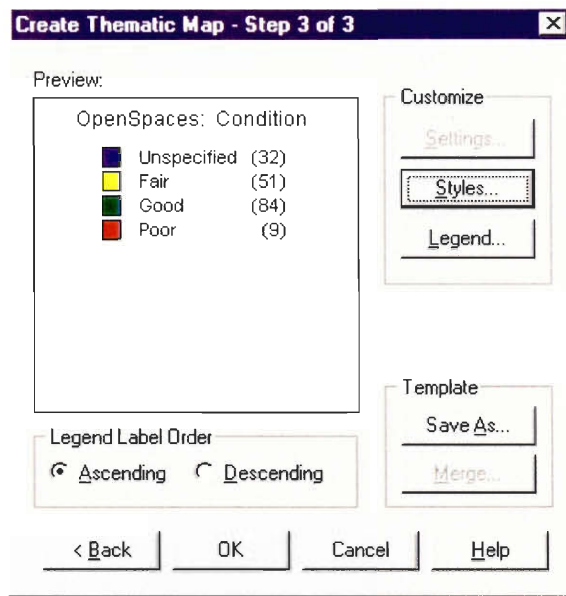 Create Thematic Map - Step 3 of 3
Preview:
OpenSpaces: Condition
Unspecified (32)
Fair (51)
Good (84)
Poor (9)
Legend Label Order
Ascending Descending
Customize
Settings...
Styles...
Legend...
Template
Save As...
Merge...
< Back OK Cancel Help